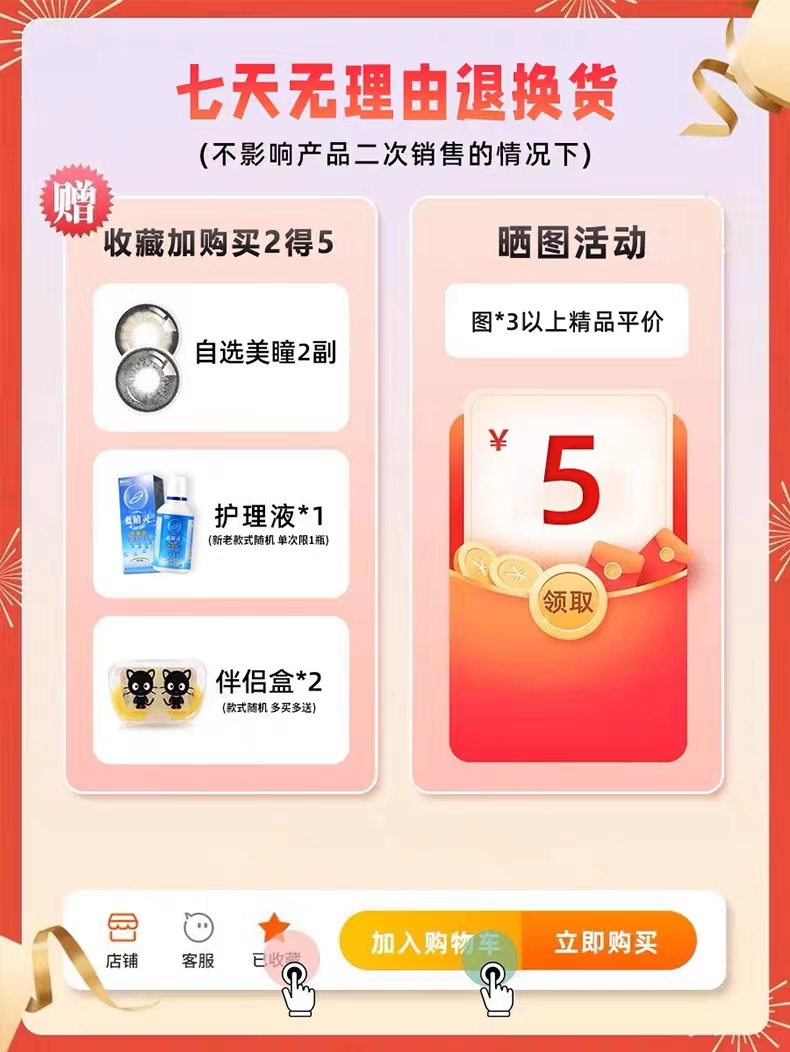 七天无理由退换货
(不影响产品二次销售的情况下)
赠
收藏加购买2得5
自选美瞳2副
蓝睛灵
护理液*1
(新老款式随机 单次限1瓶)
伴侣盒*2
(款式随机 多买多送)
晒图活动
图*3以上精品平价
¥
5
领取
店铺
客服
已收藏
加入购物车
立即购买